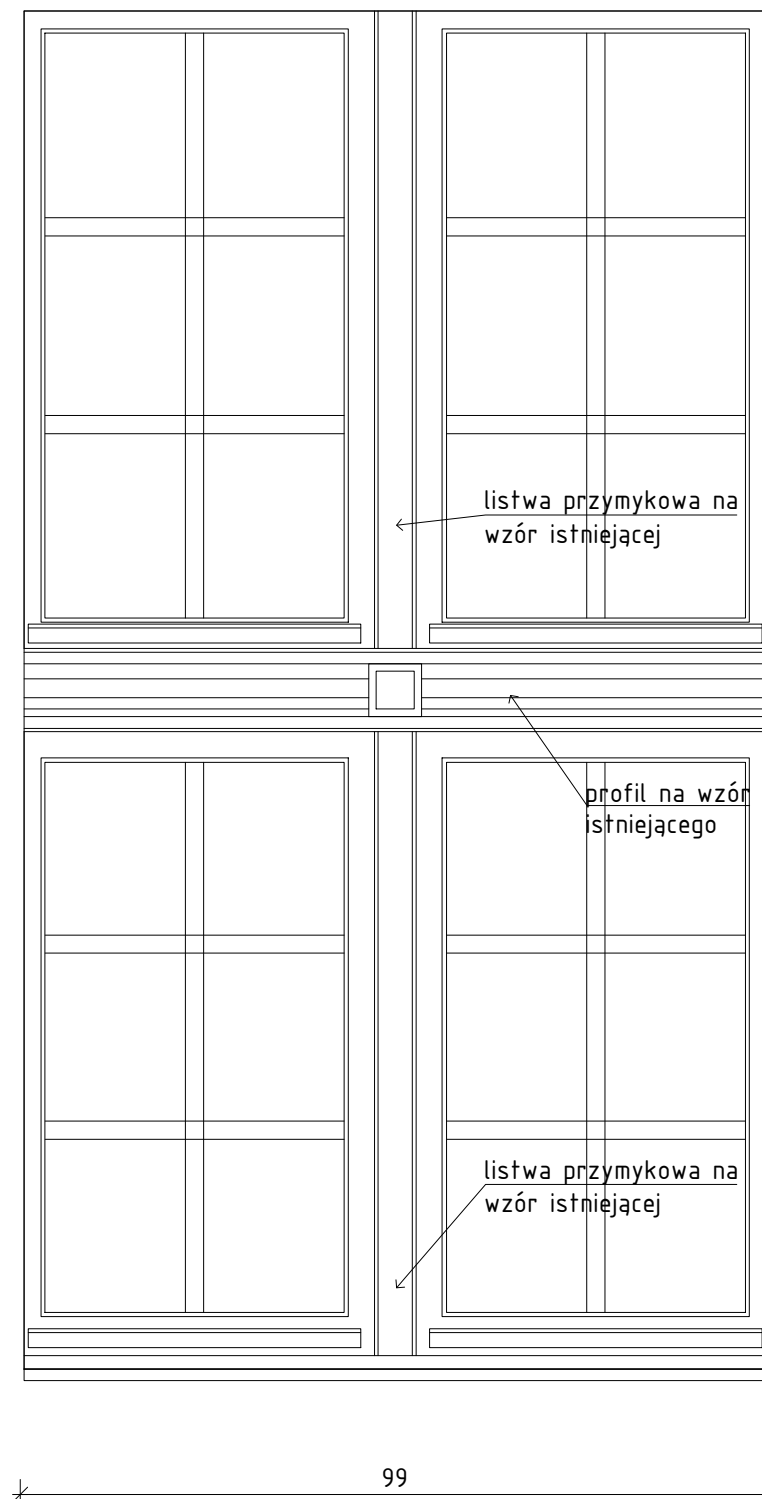 listwa przymykowa na
wzór istniejącej
profil na wzór
istniejącego
listwa przymykowa na
wzór istniejącej
99